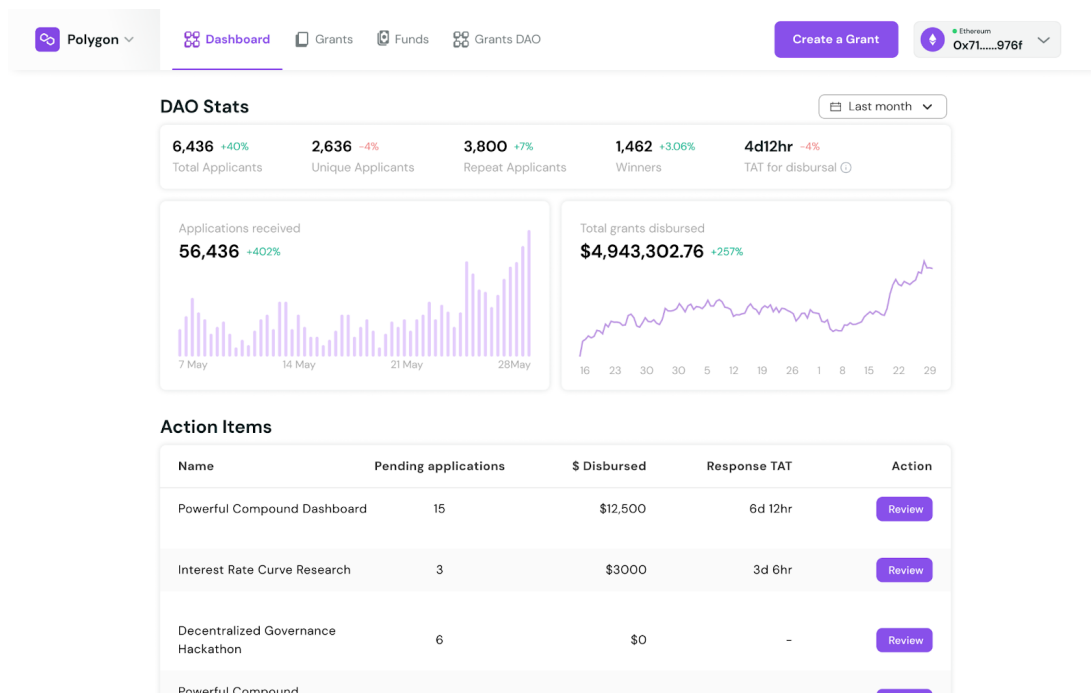 Polygon
Dashboard
Grants
Funds
Grants DAO
Create a Grant
Ethereum
0x71......976f
DAO Stats
Last month
6,436 +40%
2,636 -4%
3,800 +7%
1,462 +3.06%
4d12hr -4%
Total Applicants
Unique Applicants
Repeat Applicants
Winners
TAT for disbursal
Applications received
56,436 +402%
7 May 14 May 21 May 28May
Total grants disbursed
$4,943,302.76 +257%
16 23 30 30 5 12 19 26 1 8 15 22 29
Action Items
Name Pending applications $ Disbursed Response TAT Action
Powerful Compound Dashboard 15 $12,500 6d 12hr Review
Interest Rate Curve Research 3 $3000 3d 6hr Review
Decentralized Governance
Hackathon 6 $0 - Review
Powerful Compound